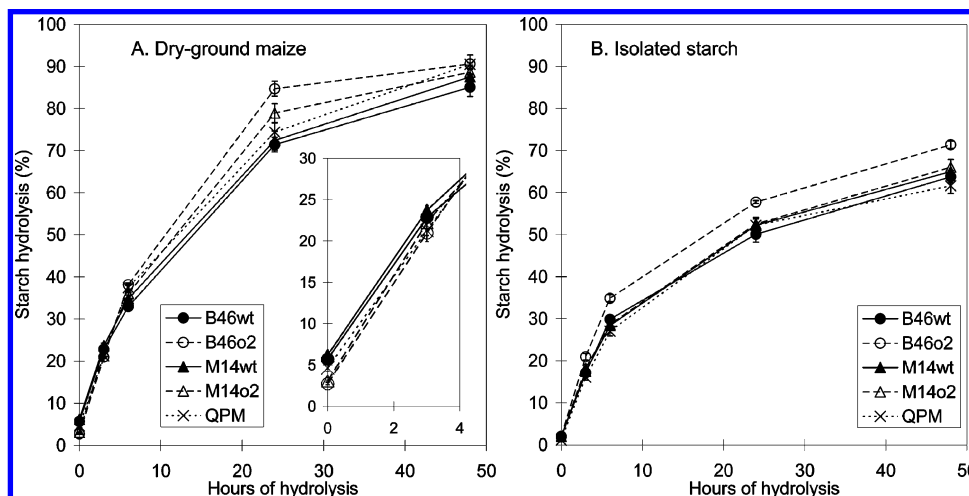 A. Dry-ground maize
Starch hydrolysis (%)
100
90
80
70
60
50
40
30
20
10
0
0 10 20 30 40 50
Hours of hydrolysis
30
25
20
15
10
5
0
0 2 4
B46wt
B46o2
M14wt
M14o2
QPM
B. Isolated starch
Starch hydrolysis (%)
100
90
80
70
60
50
40
30
20
10
0
0 10 20 30 40 50
Hours of hydrolysis
B46wt
B46o2
M14wt
M14o2
QPM